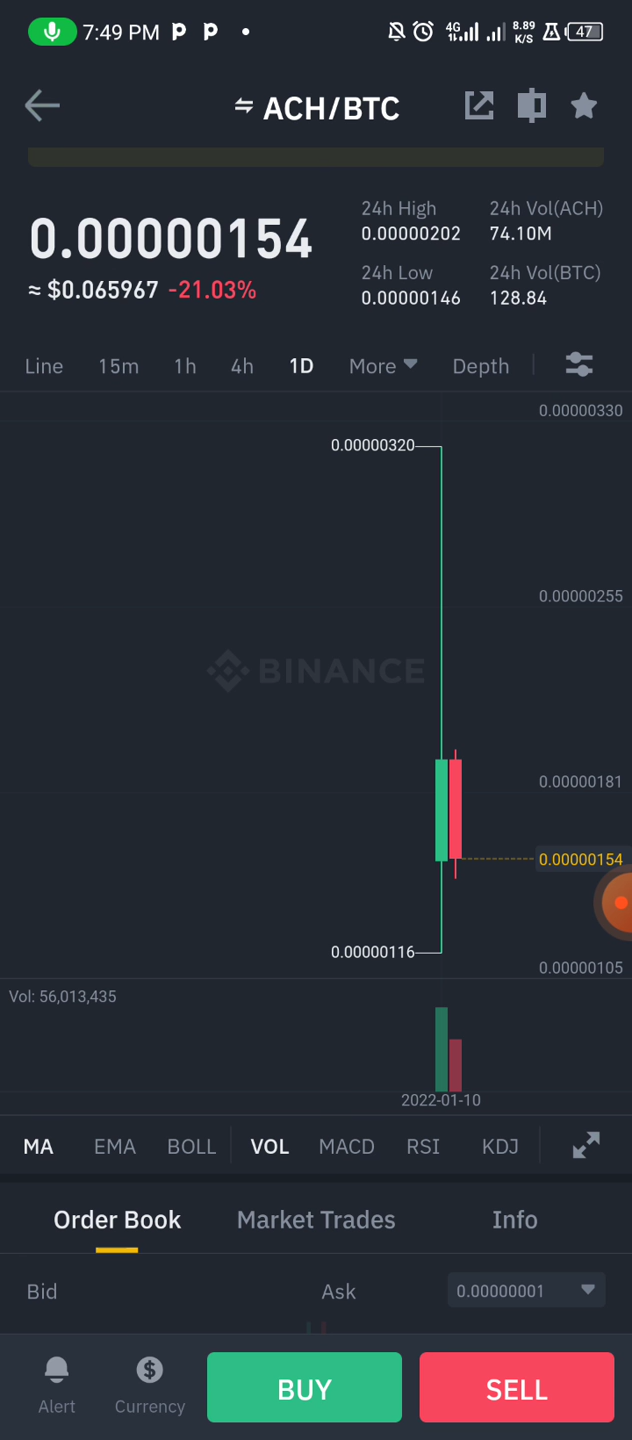 7:49 PM
4G
8.89
K/S
47
ACH/BTC
0.00000154
≈ $0.065967 -21.03%
24h High
0.00000202
24h Vol(ACH)
74.10M
24h Low
0.00000146
24h Vol(BTC)
128.84
Line 15m 1h 4h 1D More Depth
0.00000330
0.00000320
0.00000255
BINANCE
0.00000181
0.00000154
0.00000116
0.00000105
Vol: 56,013,435
2022-01-10
MA EMA BOLL VOL MACD RSI KDJ
Order Book Market Trades Info
Bid Ask 0.00000001
Alert Currency BUY SELL